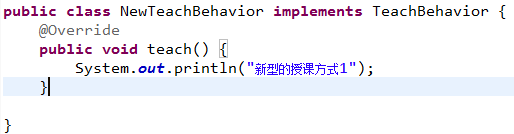 public class NewTeachBehavior implements TeachBehavior {
    @Override
    public void teach() {
        System.out.println("新型的授课方式1");
    }
}